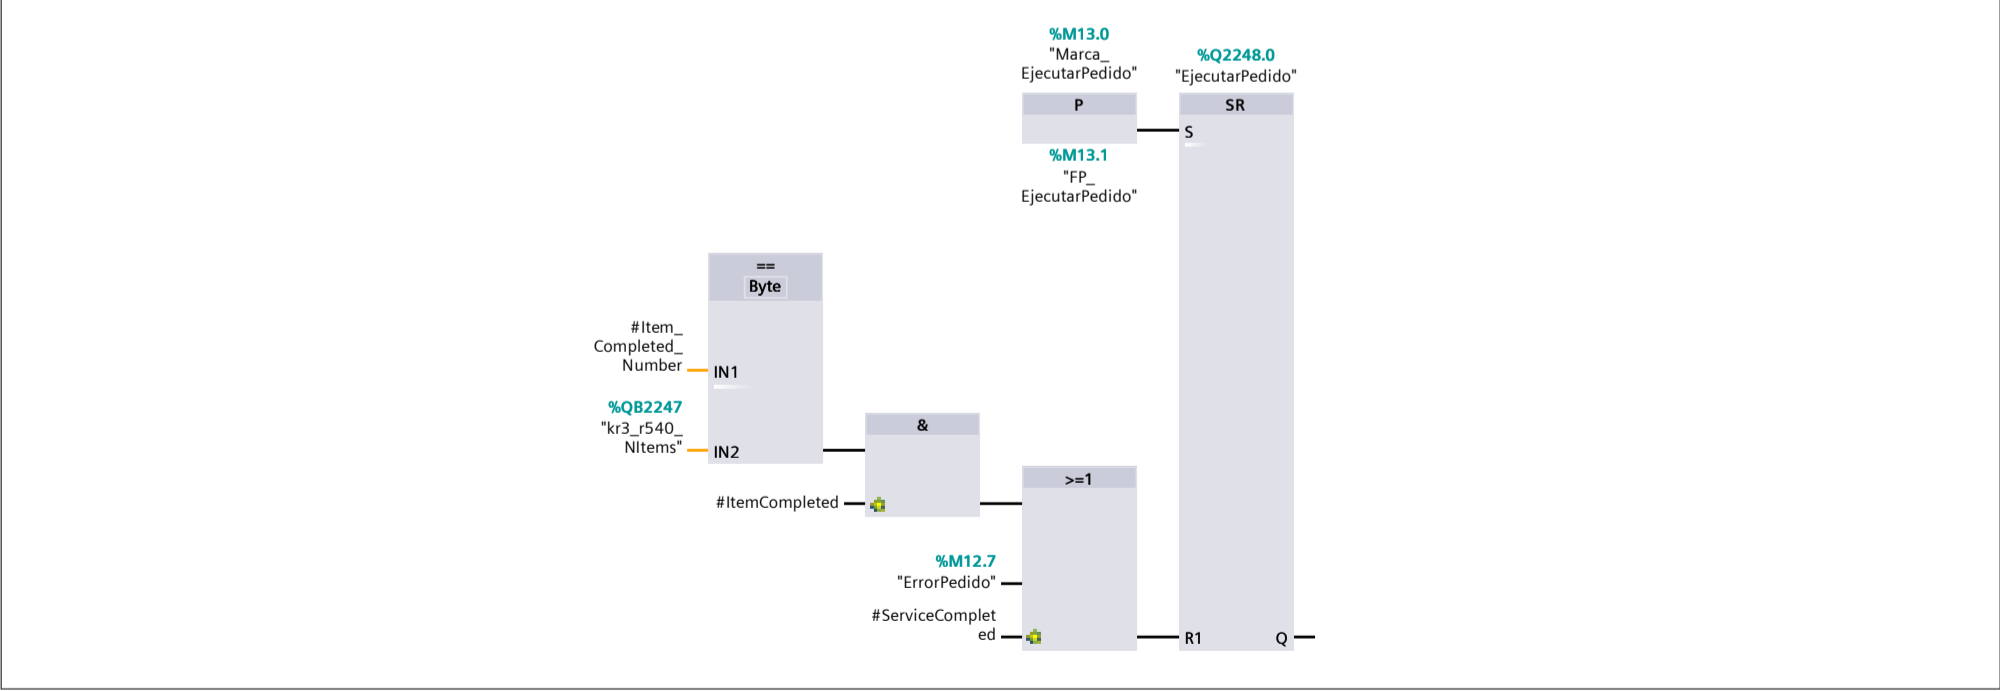 %M13.0
"Marca_
EjecutarPedido"
P
%M13.1
"FP_
EjecutarPedido"
%Q2248.0
"EjecutarPedido"
SR
S
==
Byte
#Item_
Completed_
Number
IN1
%QB2247
"kr3_r540_
NItems"
IN2
&
#ItemCompleted
>=1
%M12.7
"ErrorPedido"
#ServiceComplet
ed
R1
Q